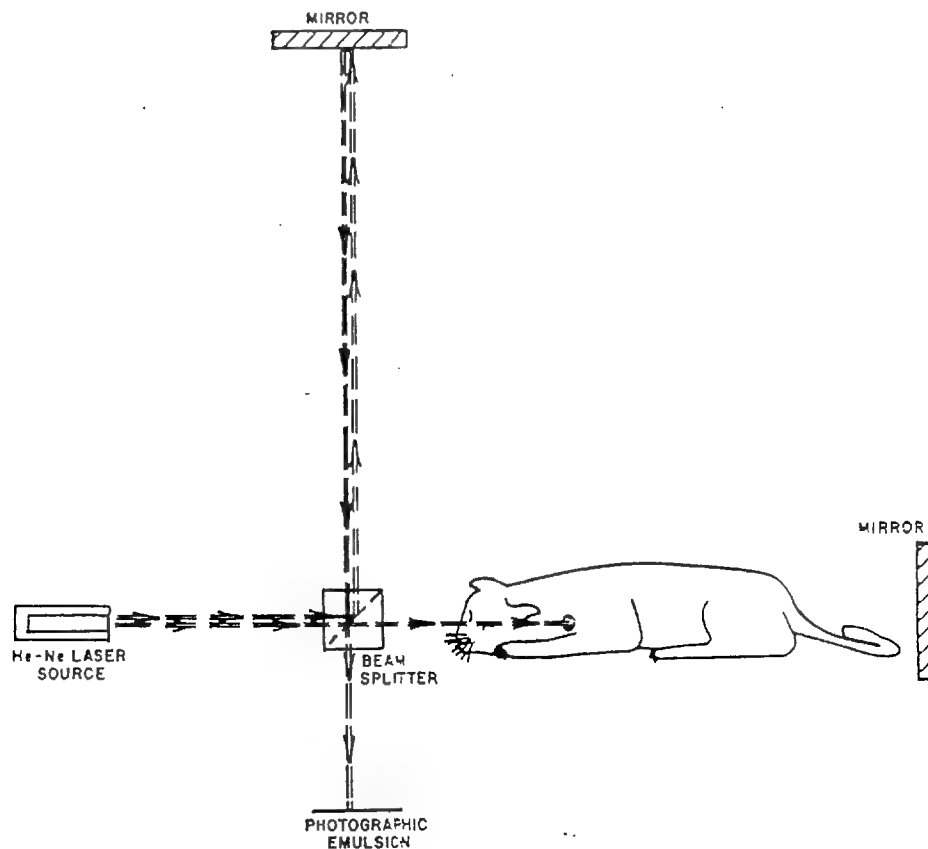 MIRROR
MIRROR
He-Ne LASER
SOURCE
BEAM
SPLITTER
PHOTOGRAPHIC
EMULSION